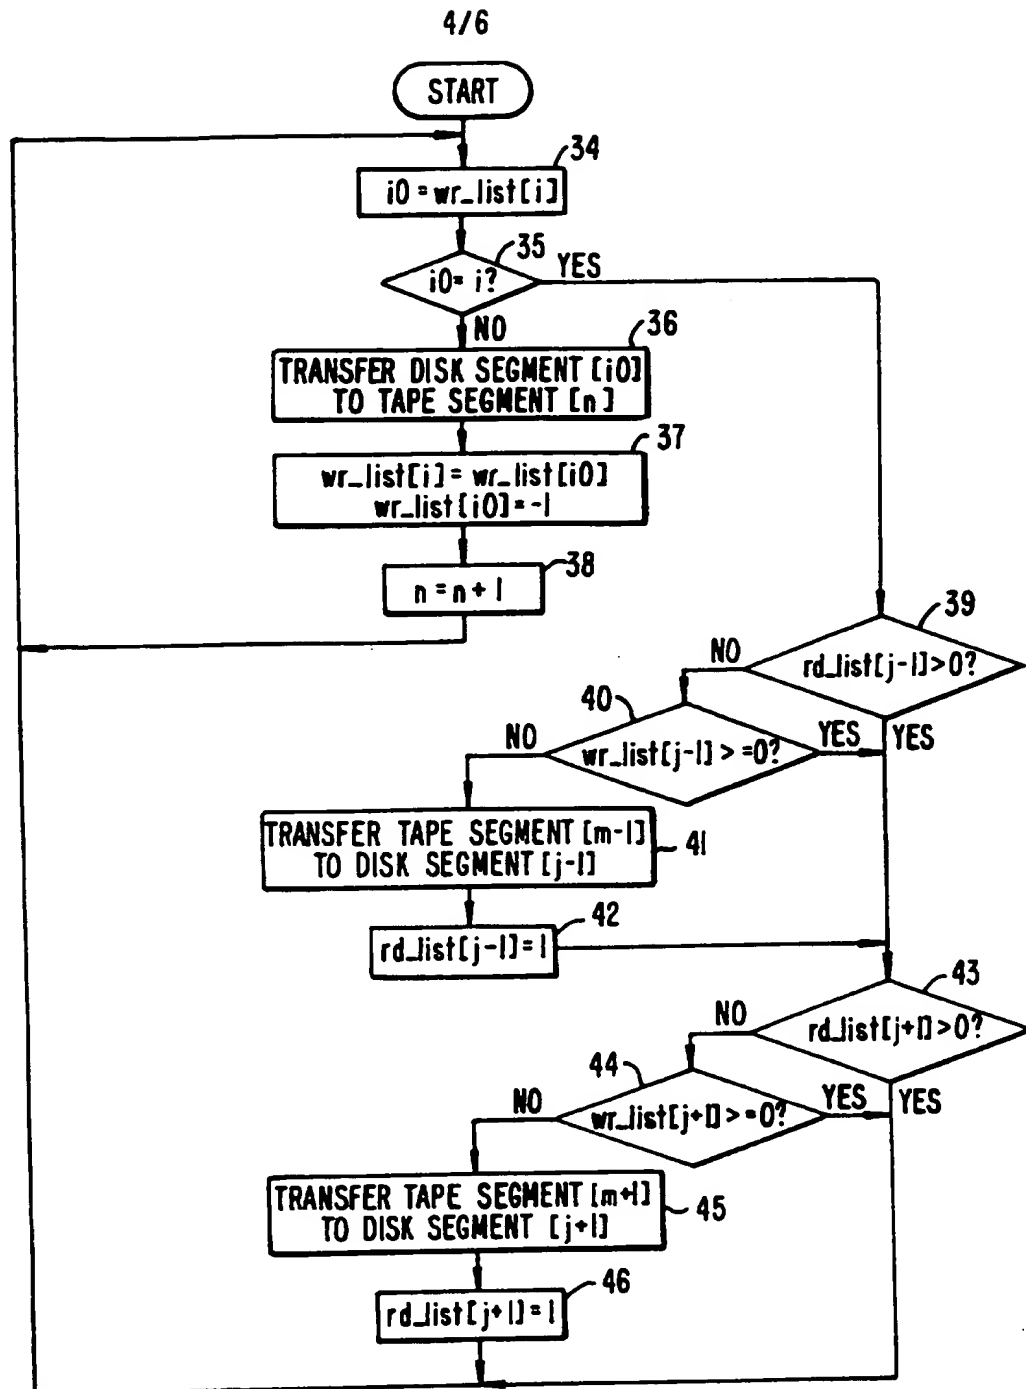 4/6
START
34
i0 = wr_list[i]
35
i0 = i?
YES
NO
36
TRANSFER DISK SEGMENT [i0]
TO TAPE SEGMENT [n]
37
wr_list[i] = wr_list[i0]
wr_list[i0] = -1
38
n = n + 1
39
rd_list[j-1] > 0?
NO
YES
40
wr_list[j-1] > = 0?
NO
YES
TRANSFER TAPE SEGMENT [m-1]
TO DISK SEGMENT [j-1]
41
42
rd_list[j-1] = 1
43
rd_list[j+1] > 0?
NO
YES
44
wr_list[j+1] > = 0?
NO
YES
TRANSFER TAPE SEGMENT [m+1]
TO DISK SEGMENT [j+1]
45
46
rd_list[j+1] = 1